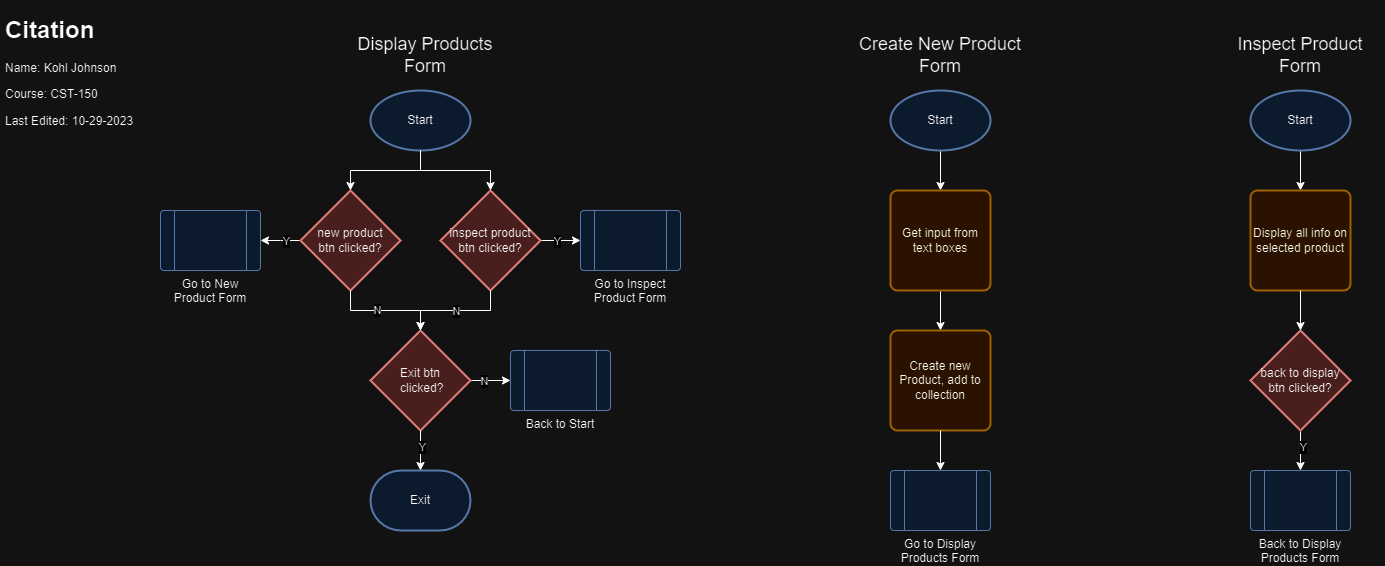 Citation
Name: Kohl Johnson
Course: CST-150
Last Edited: 10-29-2023
Display Products
Form
Start
new product
btn clicked?
inspect product
btn clicked?
Y
Y
Go to New
Product Form
Go to Inspect
Product Form
N
N
Exit btn
clicked?
N
Back to Start
Y
Exit
Create New Product
Form
Start
Get input from
text boxes
Create new
Product, add to
collection
Go to Display
Products Form
Inspect Product
Form
Start
Display all info on
selected product
back to display
btn clicked?
Y
Back to Display
Products Form